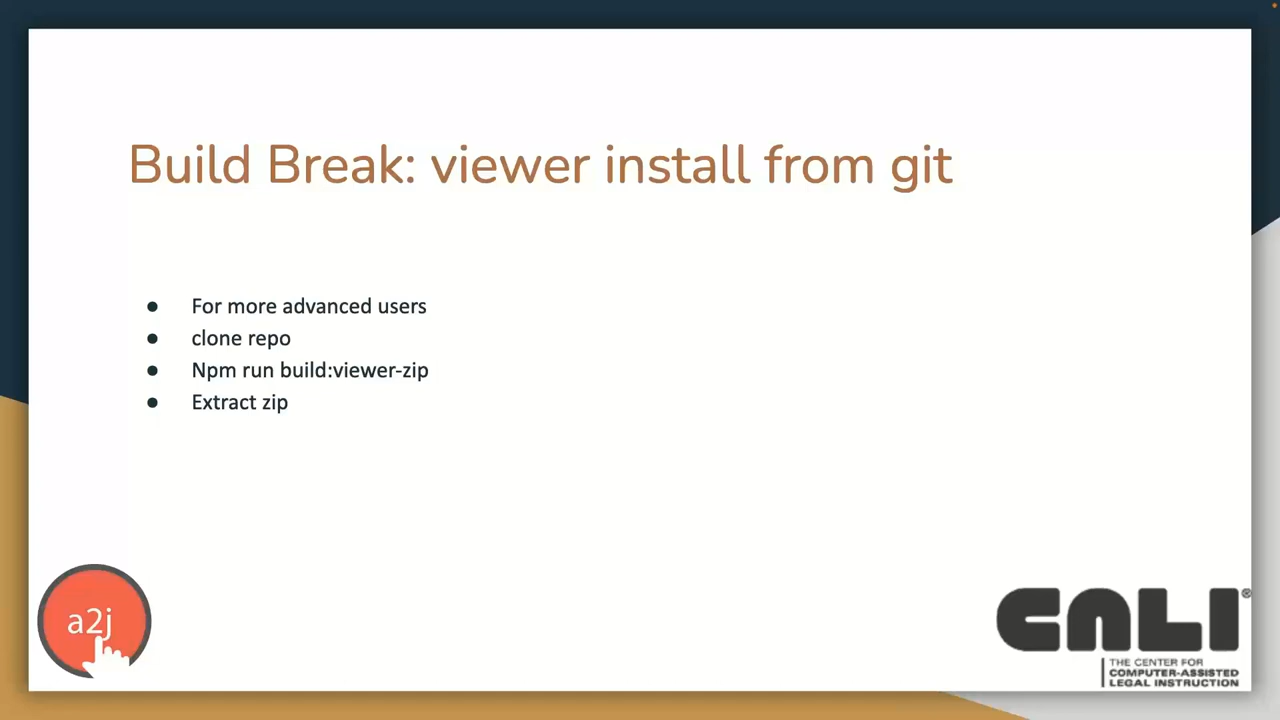 Build Break: viewer install from git
● For more advanced users
● clone repo
● Npm run build:viewer-zip
● Extract zip
a2j
CALI®
THE CENTER FOR
COMPUTER-ASSISTED
LEGAL INSTRUCTION